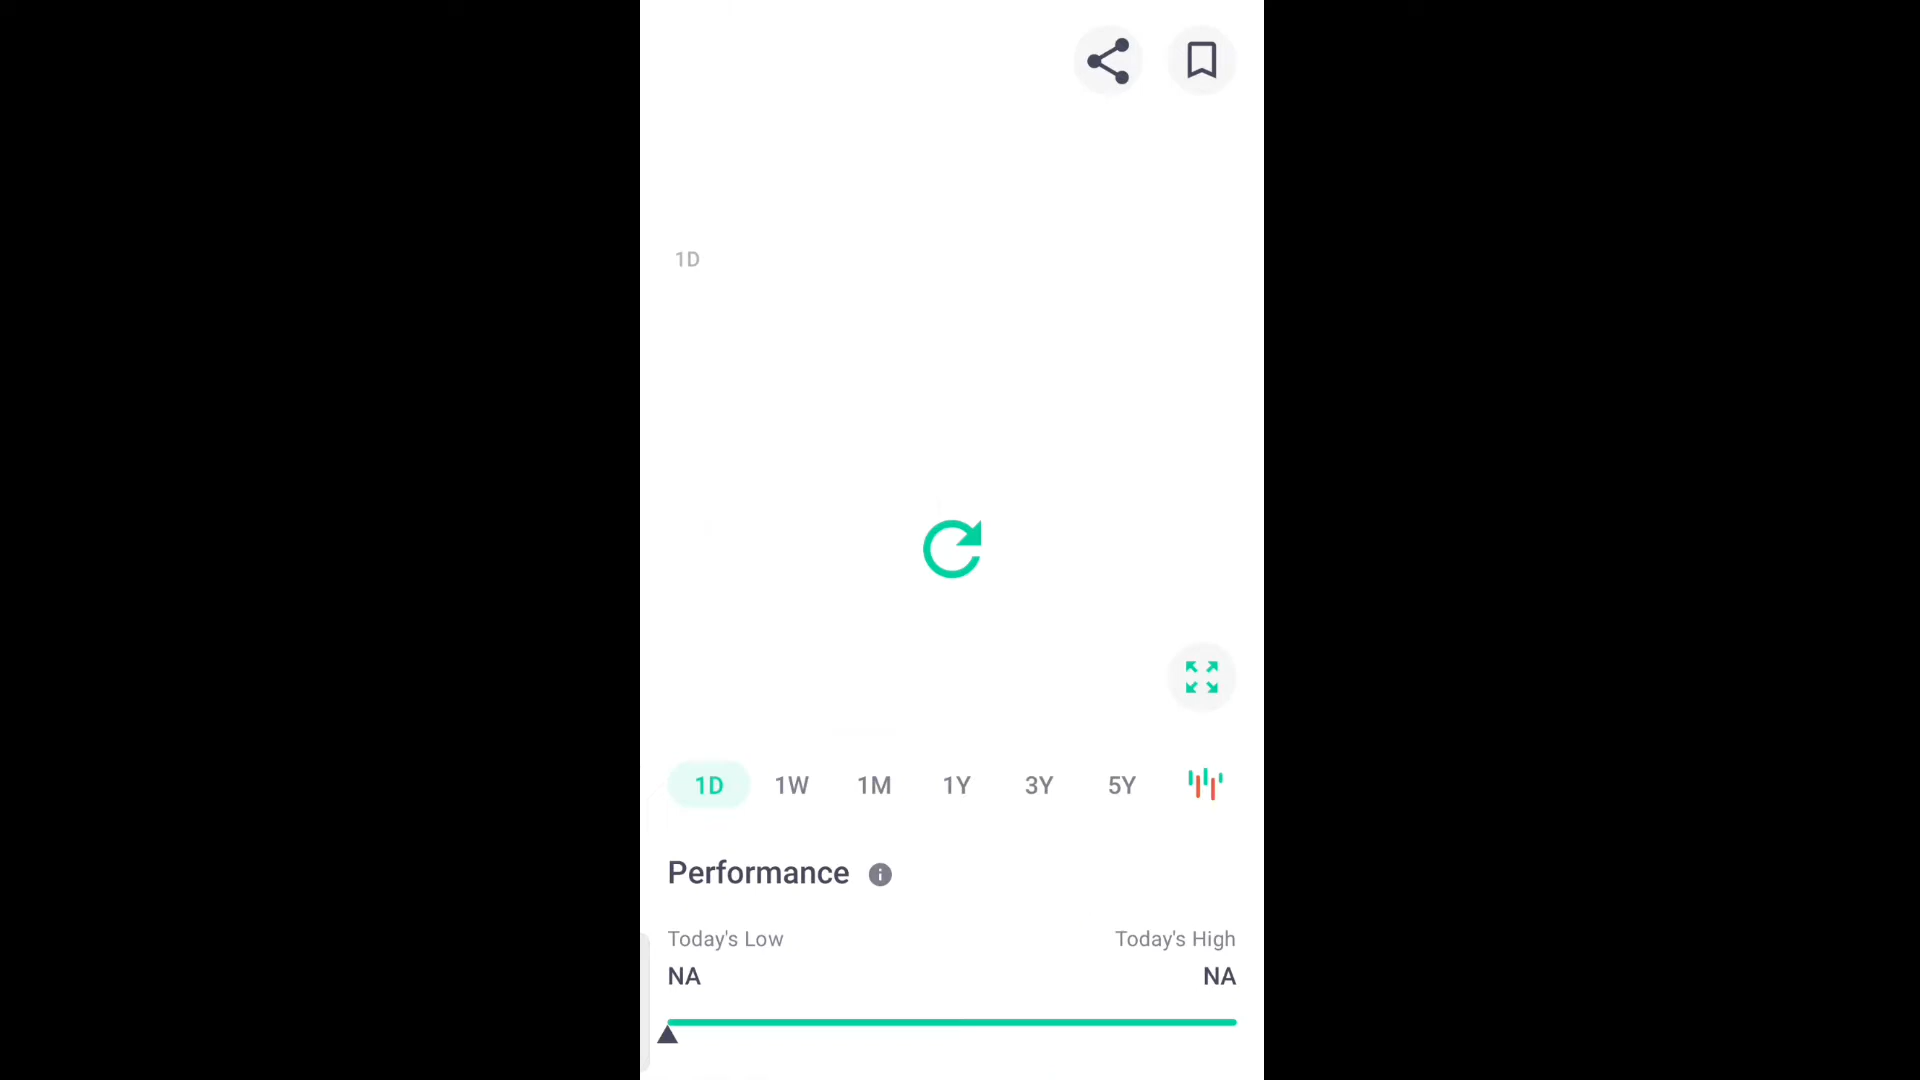 1D
1D 1W 1M 1Y 3Y 5Y
Performance
Today's Low Today's High
NA NA